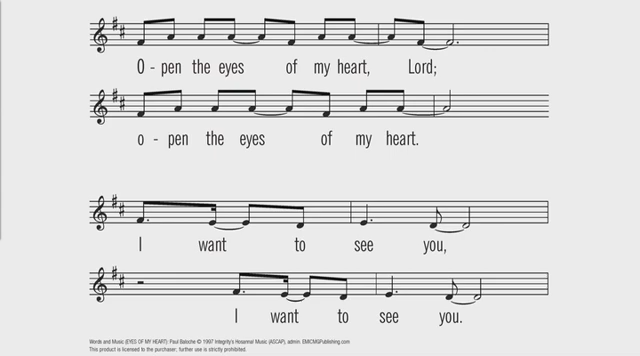 O - pen the eyes of my heart, Lord;
o - pen the eyes of my heart.
I want to see you,
I want to see you.
Words and Music (EYES OF MY HEART): Paul Baloche © 1997 Integrity's Hosanna! Music (ASCAP), admin. EMICMGPublishing.com
This product is licensed to the purchaser; further use is strictly prohibited.